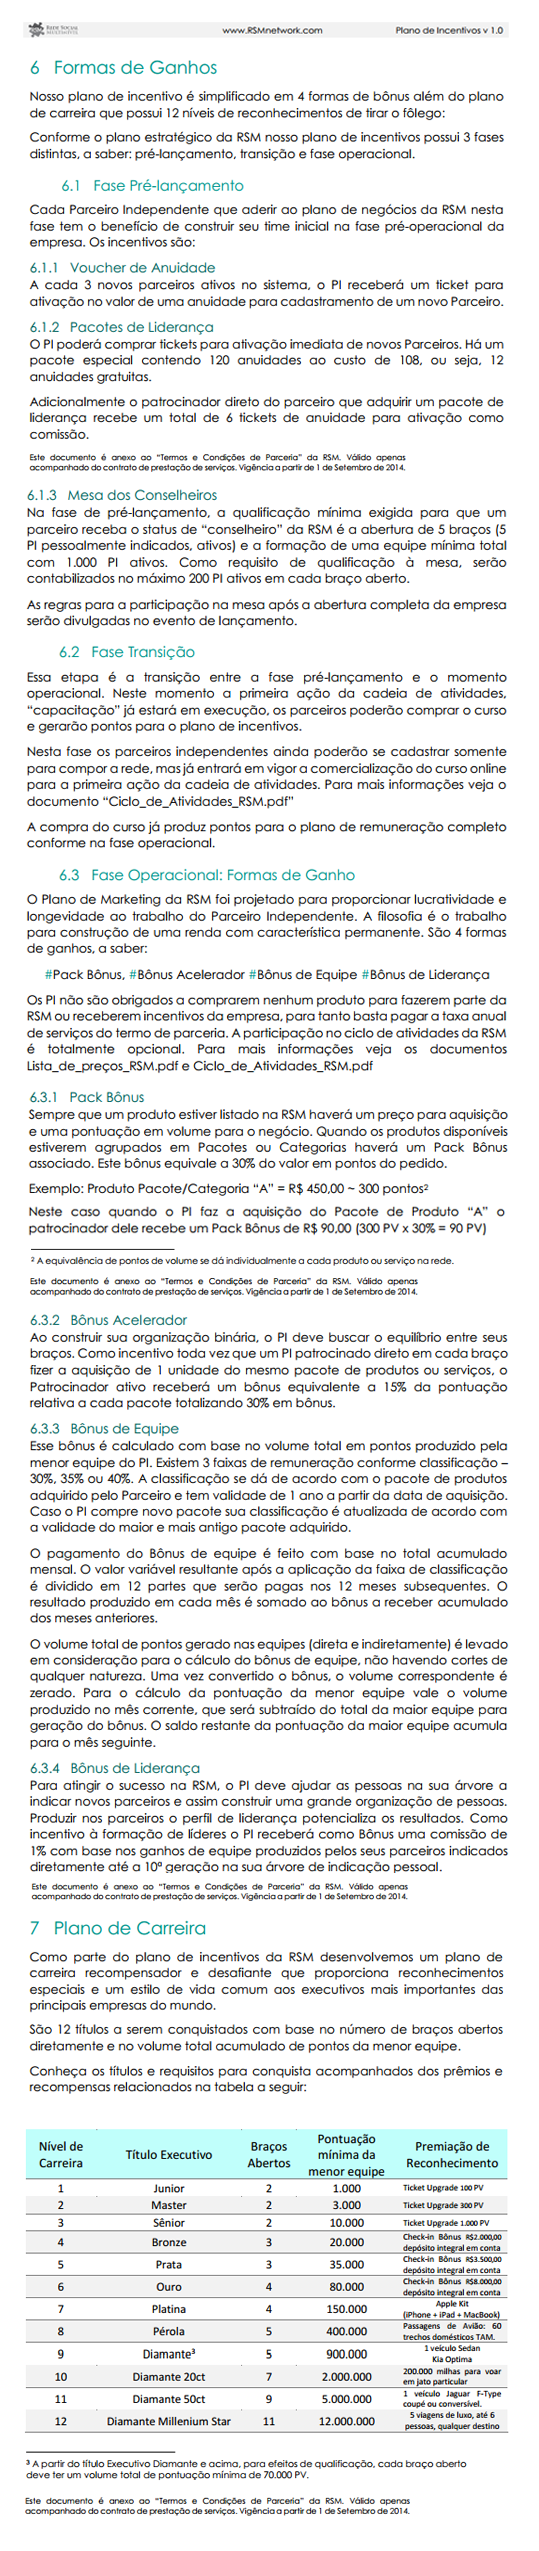 REDE SOCIAL
MULTINÍVEL
www.RSMnetwork.com
Plano de Incentivos v 1.0
6 Formas de Ganhos
Nosso plano de incentivo é simplificado em 4 formas de bônus além do plano
de carreira que possui 12 níveis de reconhecimentos de tirar o fôlego:
Conforme o plano estratégico da RSM nosso plano de incentivos possui 3 fases
distintas, a saber: pré-lançamento, transição e fase operacional.
6.1 Fase Pré-lançamento
Cada Parceiro Independente que aderir ao plano de negócios da RSM nesta
fase tem o benefício de construir seu time inicial na fase pré-operacional da
empresa. Os incentivos são:
6.1.1 Voucher de Anuidade
A cada 3 novos parceiros ativos no sistema, o PI receberá um ticket para
ativação no valor de uma anuidade para cadastramento de um novo Parceiro.
6.1.2 Pacotes de Liderança
O PI poderá comprar tickets para ativação imediata de novos Parceiros. Há um
pacote especial contendo 120 anuidades ao custo de 108, ou seja, 12
anuidades gratuitas.
Adicionalmente o patrocinador direto do parceiro que adquirir um pacote de
liderança recebe um total de 6 tickets de anuidade para ativação como
comissão.
Este documento é anexo ao “Termos e Condições de Parceria” da RSM. Válido apenas
acompanhado do contrato de prestação de serviços. Vigência a partir de 1 de Setembro de 2014.
6.1.3 Mesa dos Conselheiros
Na fase de pré-lançamento, a qualificação mínima exigida para que um
parceiro receba o status de “conselheiro” da RSM é a abertura de 5 braços (5
PI pessoalmente indicados, ativos) e a formação de uma equipe mínima total
com 1.000 PI ativos. Como requisito de qualificação à mesa, serão
contabilizados no máximo 200 PI ativos em cada braço aberto.
As regras para a participação na mesa após a abertura completa da empresa
serão divulgadas no evento de lançamento.
6.2 Fase Transição
Essa etapa é a transição entre a fase pré-lançamento e o momento
operacional. Neste momento a primeira ação da cadeia de atividades,
“capacitação” já estará em execução, os parceiros poderão comprar o curso
e gerarão pontos para o plano de incentivos.
Nesta fase os parceiros independentes ainda poderão se cadastrar somente
para compor a rede, mas já entrará em vigor a comercialização do curso online
para a primeira ação da cadeia de atividades. Para mais informações veja o
documento “Ciclo_de_Atividades_RSM.pdf”
A compra do curso já produz pontos para o plano de remuneração completo
conforme na fase operacional.
6.3 Fase Operacional: Formas de Ganho
O Plano de Marketing da RSM foi projetado para proporcionar lucratividade e
longevidade ao trabalho do Parceiro Independente. A filosofia é o trabalho
para construção de uma renda com característica permanente. São 4 formas
de ganhos, a saber:
#Pack Bônus, #Bônus Acelerador #Bônus de Equipe #Bônus de Liderança
Os PI não são obrigados a comprarem nenhum produto para fazerem parte da
RSM ou receberem incentivos da empresa, para tanto basta pagar a taxa anual
de serviços do termo de parceria. A participação no ciclo de atividades da RSM
é totalmente opcional. Para mais informações veja os documentos
Lista_de_preços_RSM.pdf e Ciclo_de_Atividades_RSM.pdf
6.3.1 Pack Bônus
Sempre que um produto estiver listado na RSM haverá um preço para aquisição
e uma pontuação em volume para o negócio. Quando os produtos disponíveis
estiverem agrupados em Pacotes ou Categorias haverá um Pack Bônus
associado. Este bônus equivale a 30% do valor em pontos do pedido.
Exemplo: Produto Pacote/Categoria “A” = R$ 450,00 ~ 300 pontos²
Neste caso quando o PI faz a aquisição do Pacote de Produto “A” o
patrocinador dele recebe um Pack Bônus de R$ 90,00 (300 PV x 30% = 90 PV)
² A equivalência de pontos de volume se dá individualmente a cada produto ou serviço na rede.
Este documento é anexo ao “Termos e Condições de Parceria” da RSM. Válido apenas
acompanhado do contrato de prestação de serviços. Vigência a partir de 1 de Setembro de 2014.
6.3.2 Bônus Acelerador
Ao construir sua organização binária, o PI deve buscar o equilíbrio entre seus
braços. Como incentivo toda vez que um PI patrocinado direto em cada braço
fizer a aquisição de 1 unidade do mesmo pacote de produtos ou serviços, o
Patrocinador ativo receberá um bônus equivalente a 15% da pontuação
relativa a cada pacote totalizando 30% em bônus.
6.3.3 Bônus de Equipe
Esse bônus é calculado com base no volume total em pontos produzido pela
menor equipe do PI. Existem 3 faixas de remuneração conforme classificação –
30%, 35% ou 40%. A classificação se dá de acordo com o pacote de produtos
adquirido pelo Parceiro e tem validade de 1 ano a partir da data de aquisição.
Caso o PI compre novo pacote sua classificação é atualizada de acordo com
a validade do maior e mais antigo pacote adquirido.
O pagamento do Bônus de equipe é feito com base no total acumulado
mensal. O valor variável resultante após a aplicação da faixa de classificação
é dividido em 12 partes que serão pagas nos 12 meses subsequentes. O
resultado produzido em cada mês é somado ao bônus a receber acumulado
dos meses anteriores.
O volume total de pontos gerado nas equipes (direta e indiretamente) é levado
em consideração para o cálculo do bônus de equipe, não havendo cortes de
qualquer natureza. Uma vez convertido o bônus, o volume correspondente é
zerado. Para o cálculo da pontuação da menor equipe vale o volume
produzido no mês corrente, que será subtraído do total da maior equipe para
geração do bônus. O saldo restante da pontuação da maior equipe acumula
para o mês seguinte.
6.3.4 Bônus de Liderança
Para atingir o sucesso na RSM, o PI deve ajudar as pessoas na sua árvore a
indicar novos parceiros e assim construir uma grande organização de pessoas.
Produzir nos parceiros o perfil de liderança potencializa os resultados. Como
incentivo à formação de líderes o PI receberá como Bônus uma comissão de
1% com base nos ganhos de equipe produzidos pelos seus parceiros indicados
diretamente até a 10ª geração na sua árvore de indicação pessoal.
Este documento é anexo ao “Termos e Condições de Parceria” da RSM. Válido apenas
acompanhado do contrato de prestação de serviços. Vigência a partir de 1 de Setembro de 2014.
7 Plano de Carreira
Como parte do plano de incentivos da RSM desenvolvemos um plano de
carreira recompensador e desafiante que proporciona reconhecimentos
especiais e um estilo de vida comum aos executivos mais importantes das
principais empresas do mundo.
São 12 títulos a serem conquistados com base no número de braços abertos
diretamente e no volume total acumulado de pontos da menor equipe.
Conheça os títulos e requisitos para conquista acompanhados dos prêmios e
recompensas relacionados na tabela a seguir:
Nível de Carreira Título Executivo Braços Abertos Pontuação mínima da menor equipe Premiação de Reconhecimento
1 Junior 2 1.000 Ticket Upgrade 100 PV
2 Master 2 3.000 Ticket Upgrade 300 PV
3 Sênior 2 10.000 Ticket Upgrade 1.000 PV
4 Bronze 3 20.000 Check-in Bônus R$2.000,00 depósito integral em conta
5 Prata 3 35.000 Check-in Bônus R$3.500,00 depósito integral em conta
6 Ouro 4 80.000 Check-in Bônus R$8.000,00 depósito integral em conta
7 Platina 4 150.000 Apple Kit (iPhone + iPad + MacBook)
8 Pérola 5 400.000 Passagens de Avião: 60 trechos domésticos TAM.
9 Diamante³ 5 900.000 1 veículo Sedan Kia Optima
10 Diamante 20ct 7 2.000.000 200.000 milhas para voar em jato particular
11 Diamante 50ct 9 5.000.000 1 veículo Jaguar F-Type coupé ou conversível.
12 Diamante Millenium Star 11 12.000.000 5 viagens de luxo, até 6 pessoas, qualquer destino
³ A partir do título Executivo Diamante e acima, para efeitos de qualificação, cada braço aberto
deve ter um volume total de pontuação mínima de 70.000 PV.
Este documento é anexo ao “Termos e Condições de Parceria” da RSM. Válido apenas
acompanhado do contrato de prestação de serviços. Vigência a partir de 1 de Setembro de 2014.